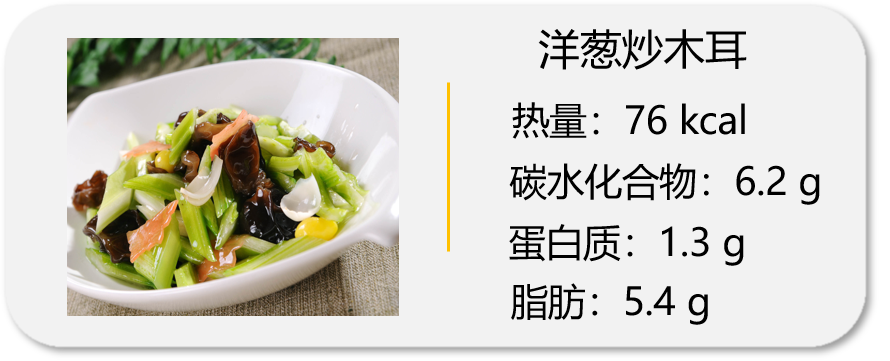 洋葱炒木耳
热量：76 kcal
碳水化合物：6.2 g
蛋白质：1.3 g
脂肪：5.4 g